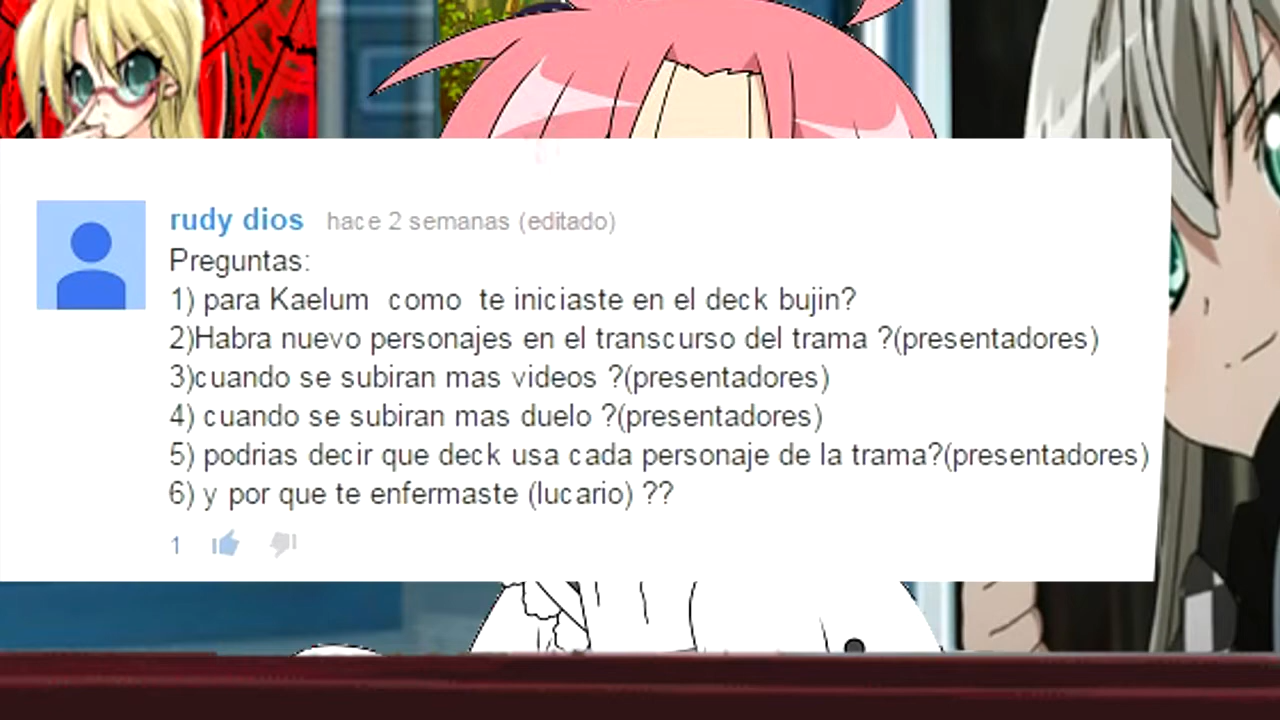 rudy dios hace 2 semanas (editado)
Preguntas:
1) para Kaelum como te iniciaste en el deck bujin?
2)Habra nuevo personajes en el transcurso del trama ?(presentadores)
3)cuando se subiran mas videos ?(presentadores)
4) cuando se subiran mas duelo ?(presentadores)
5) podrias decir que deck usa cada personaje de la trama?(presentadores)
6) y por que te enfermaste (lucario) ??
1